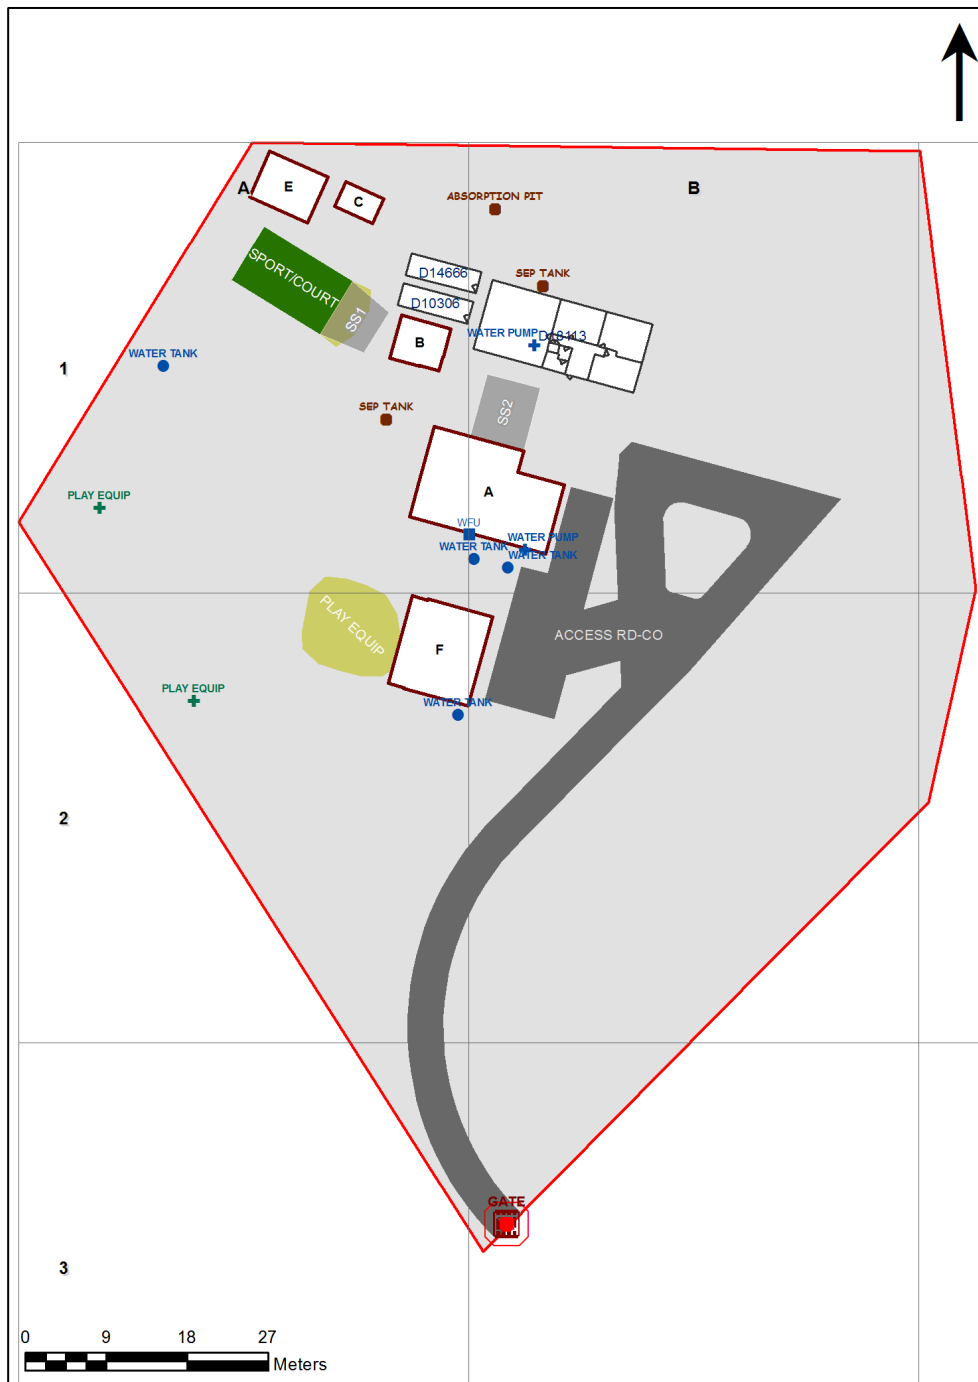 A
E
C
B
ABSORPTION PIT
SPORT/COURT
SS1
D14666
D10306
SEP TANK
WATER PUMP
D18113
B
WATER TANK
1
SEP TANK
SS2
PLAY EQUIP
A
WFU
WATER TANK
WATER PUMP
WATER TANK
PLAY EQUIP
F
ACCESS RD-CO
PLAY EQUIP
WATER TANK
2
GATE
3
0 9 18 27
Meters